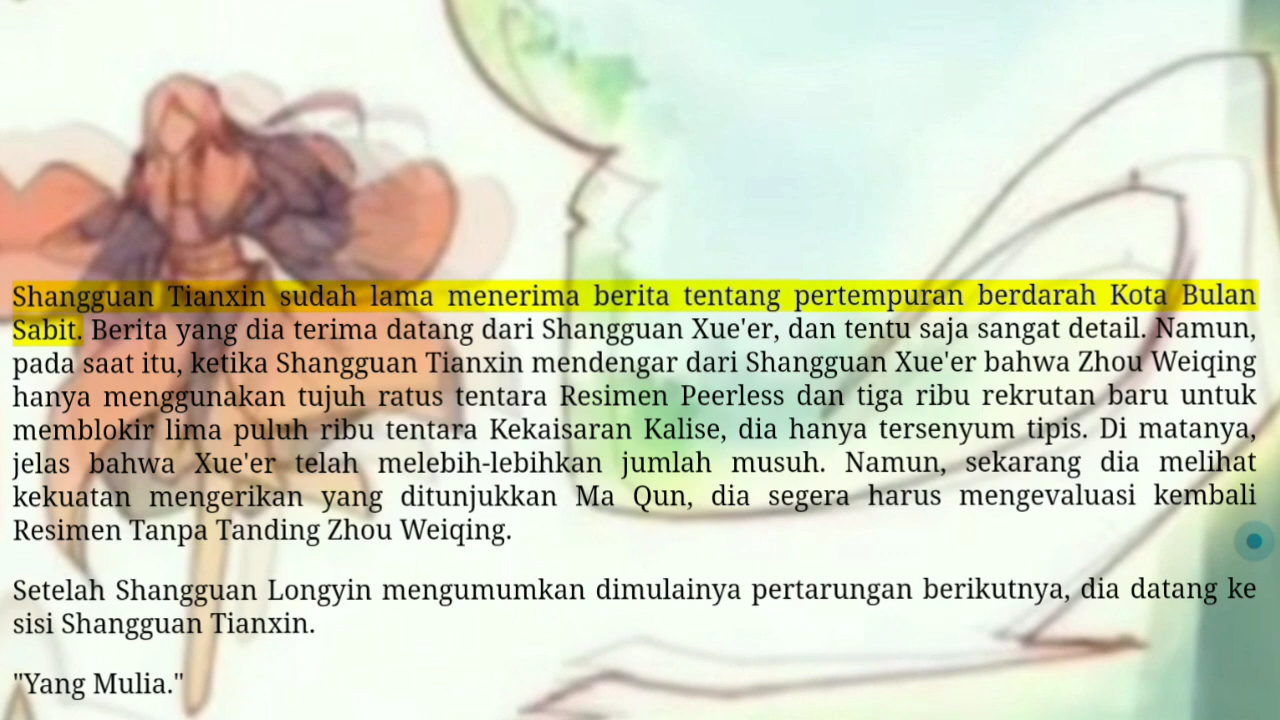 Shangguan Tianxin sudah lama menerima berita tentang pertempuran berdarah Kota Bulan
Sabit. Berita yang dia terima datang dari Shangguan Xue'er, dan tentu saja sangat detail. Namun,
pada saat itu, ketika Shangguan Tianxin mendengar dari Shangguan Xue'er bahwa Zhou Weiqing
hanya menggunakan tujuh ratus tentara Resimen Peerless dan tiga ribu rekrutan baru untuk
memblokir lima puluh ribu tentara Kekaisaran Kalise, dia hanya tersenyum tipis. Di matanya,
jelas bahwa Xue'er telah melebih-lebihkan jumlah musuh. Namun, sekarang dia melihat
kekuatan mengerikan yang ditunjukkan Ma Qun, dia segera harus mengevaluasi kembali
Resimen Tanpa Tanding Zhou Weiqing.
Setelah Shangguan Longyin mengumumkan dimulainya pertarungan berikutnya, dia datang ke
sisi Shangguan Tianxin.
"Yang Mulia."